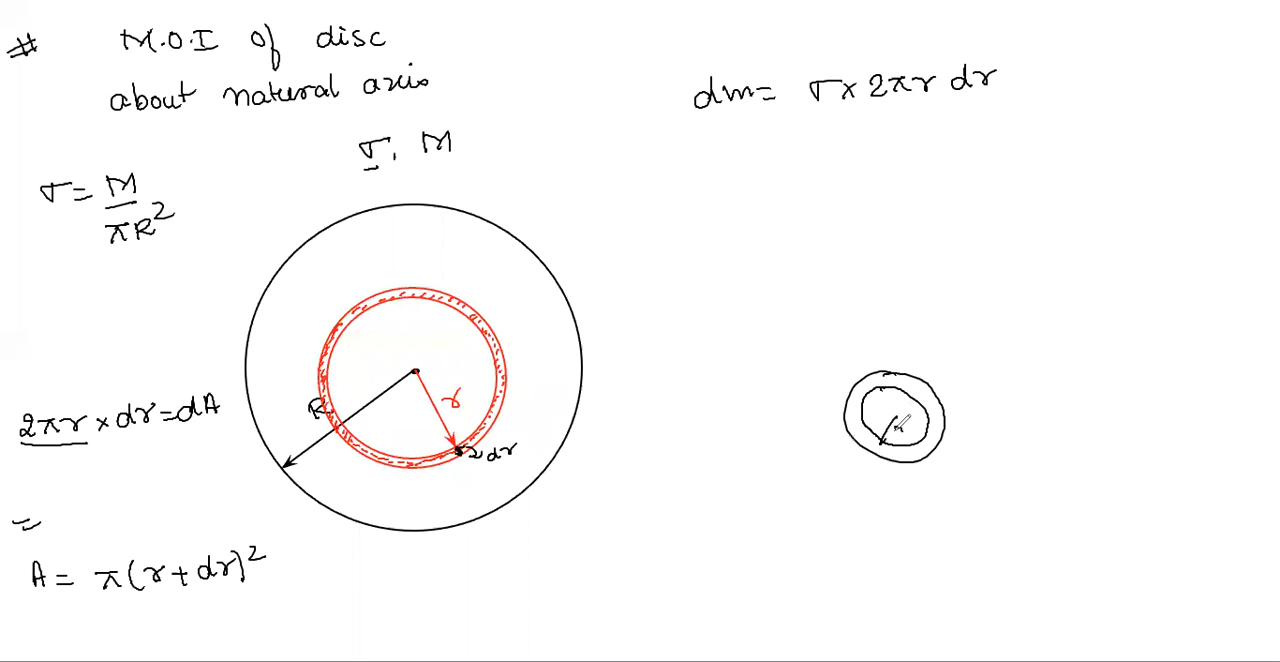 # M.O.I of disc
about natural axis
σ, M
σ = M/πR²
dm = σ × 2πr dr
R
r
dr
2πr × dr = dA
=
A = π(r + dr)²